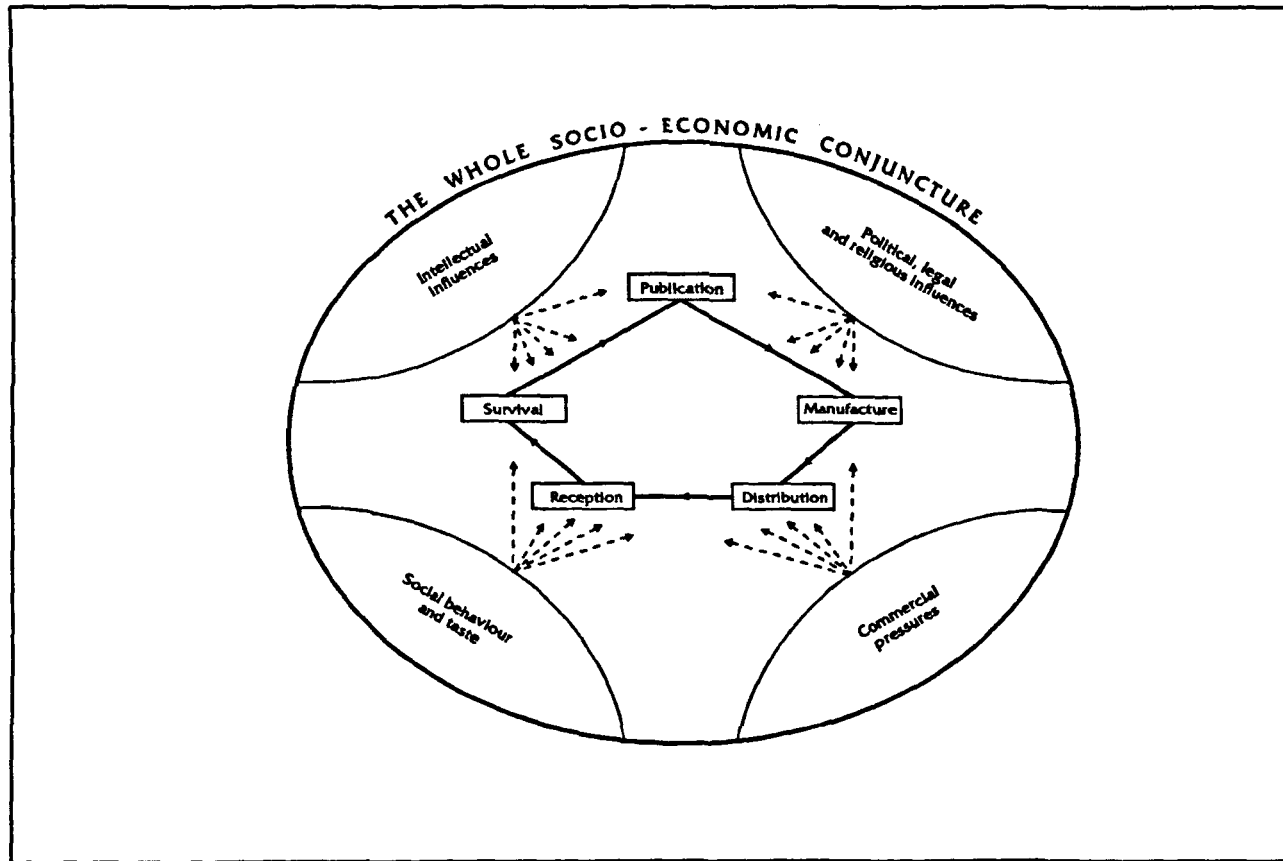 THE WHOLE SOCIO - ECONOMIC CONJUNCTURE
Intellectual
influences
Political, legal
and religious influences
Publication
Survival
Manufacture
Reception
Distribution
Social behaviour
and taste
Commercial
pressures